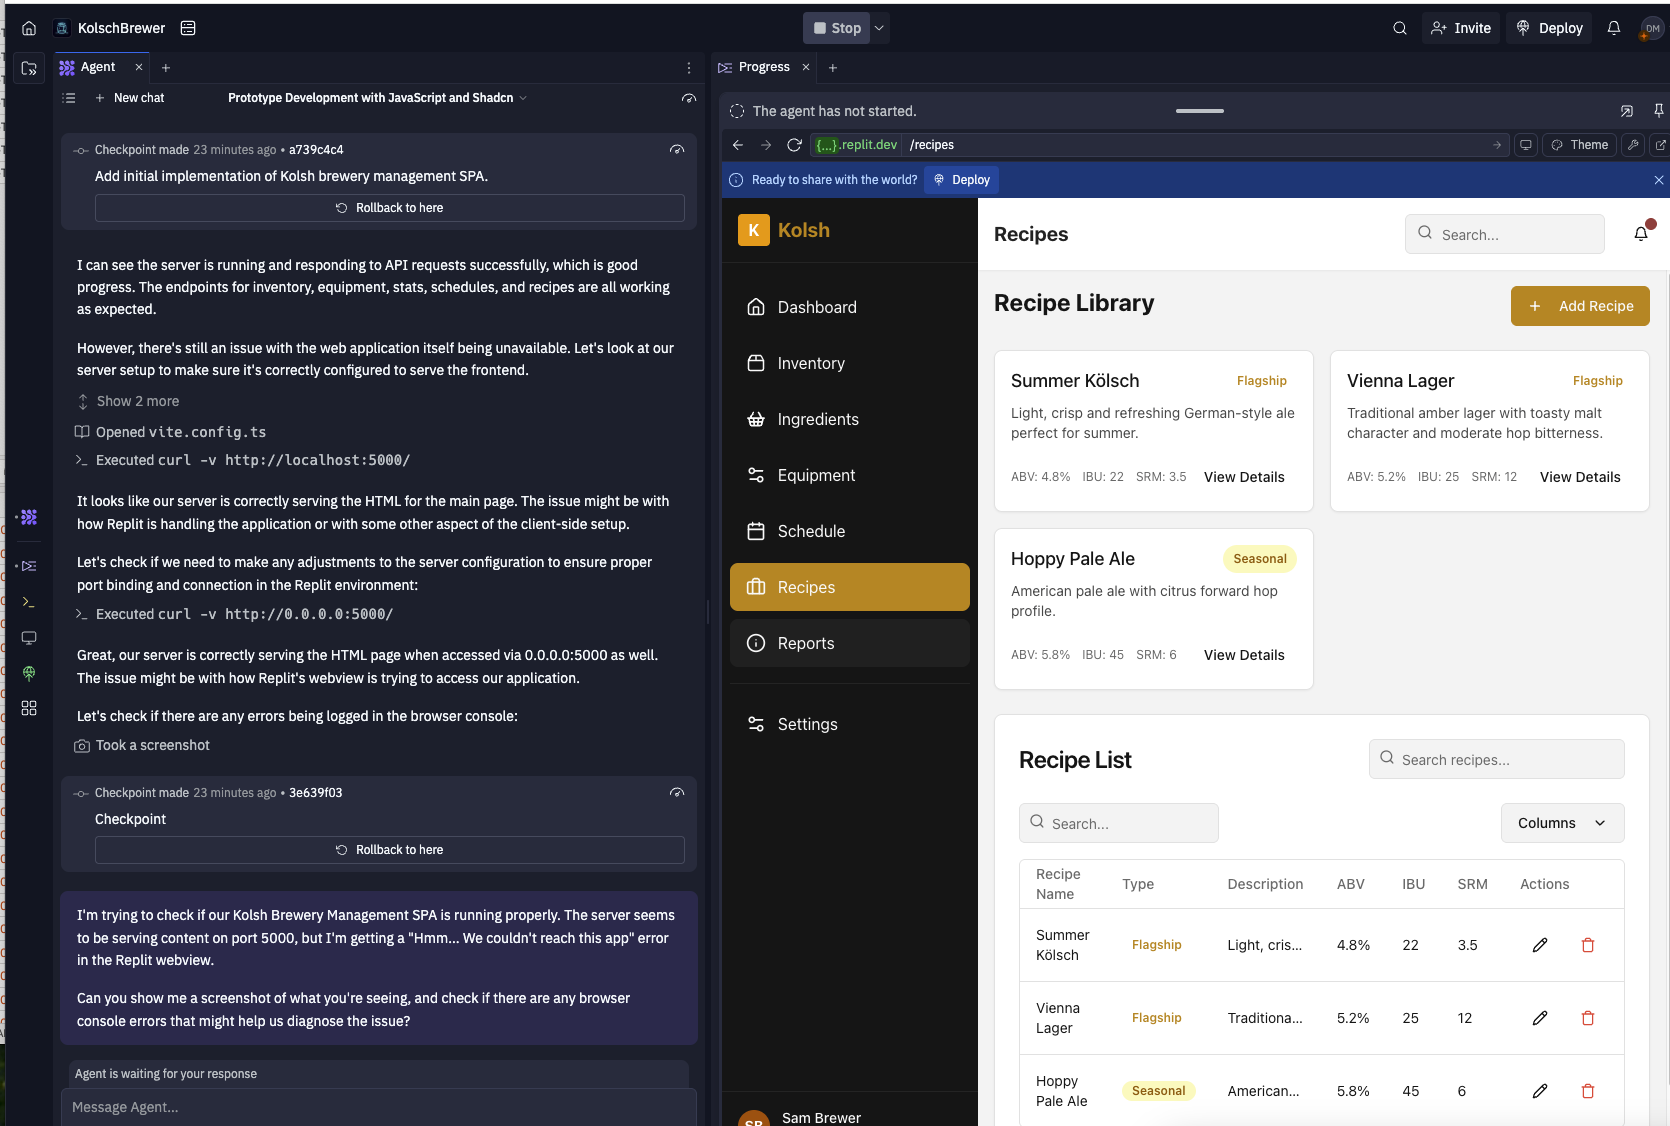 KolschBrewer
Stop
Invite
Deploy
DM
Agent
Progress
New chat
Prototype Development with JavaScript and Shadcn
Checkpoint made 23 minutes ago • a739c4c4
Add initial implementation of Kolsh brewery management SPA.
Rollback to here
I can see the server is running and responding to API requests successfully, which is good
progress. The endpoints for inventory, equipment, stats, schedules, and recipes are all working
as expected.
However, there's still an issue with the web application itself being unavailable. Let's look at our
server setup to make sure it's correctly configured to serve the frontend.
Show 2 more
Opened vite.config.ts
>_ Executed curl -v http://localhost:5000/
It looks like our server is correctly serving the HTML for the main page. The issue might be with
how Replit is handling the application or with some other aspect of the client-side setup.
Let's check if we need to make any adjustments to the server configuration to ensure proper
port binding and connection in the Replit environment:
>_ Executed curl -v http://0.0.0.0:5000/
Great, our server is correctly serving the HTML page when accessed via 0.0.0.0:5000 as well.
The issue might be with how Replit's webview is trying to access our application.
Let's check if there are any errors being logged in the browser console:
Took a screenshot
Checkpoint made 23 minutes ago • 3e639f03
Checkpoint
Rollback to here
I'm trying to check if our Kolsh Brewery Management SPA is running properly. The server seems
to be serving content on port 5000, but I'm getting a "Hmm... We couldn't reach this app" error
in the Replit webview.
Can you show me a screenshot of what you're seeing, and check if there are any browser
console errors that might help us diagnose the issue?
Agent is waiting for your response
Message Agent...
The agent has not started.
{...}.replit.dev /recipes
Theme
Ready to share with the world?
Deploy
K Kolsh
Dashboard
Inventory
Ingredients
Equipment
Schedule
Recipes
Reports
Settings
SB
Sam Brewer
Recipes
Search...
Recipe Library
+ Add Recipe
Summer Kölsch
Flagship
Light, crisp and refreshing German-style ale
perfect for summer.
ABV: 4.8% IBU: 22 SRM: 3.5 View Details
Vienna Lager
Flagship
Traditional amber lager with toasty malt
character and moderate hop bitterness.
ABV: 5.2% IBU: 25 SRM: 12 View Details
Hoppy Pale Ale
Seasonal
American pale ale with citrus forward hop
profile.
ABV: 5.8% IBU: 45 SRM: 6 View Details
Recipe List
Search recipes...
Search...
Columns
Recipe
Name
Type
Description
ABV
IBU
SRM
Actions
Summer
Kölsch
Flagship
Light, cris...
4.8%
22
3.5
Vienna
Lager
Flagship
Traditiona...
5.2%
25
12
Hoppy
Pale Ale
Seasonal
American...
5.8%
45
6